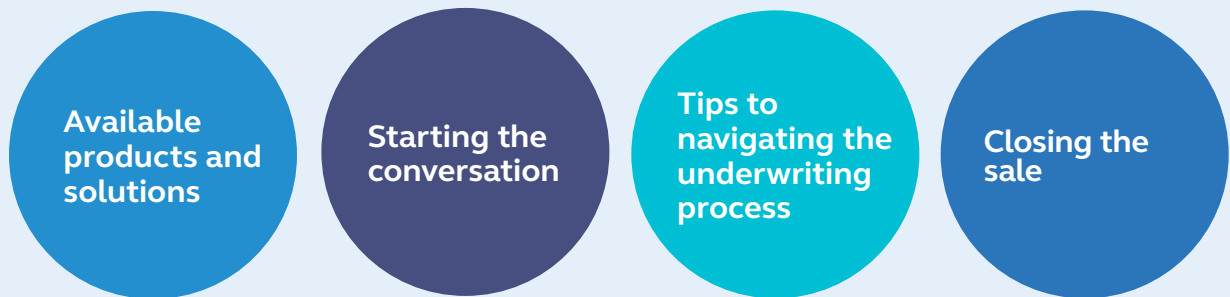 Available
products and
solutions
Starting the
conversation
Tips to
navigating the
underwriting
process
Closing the
sale